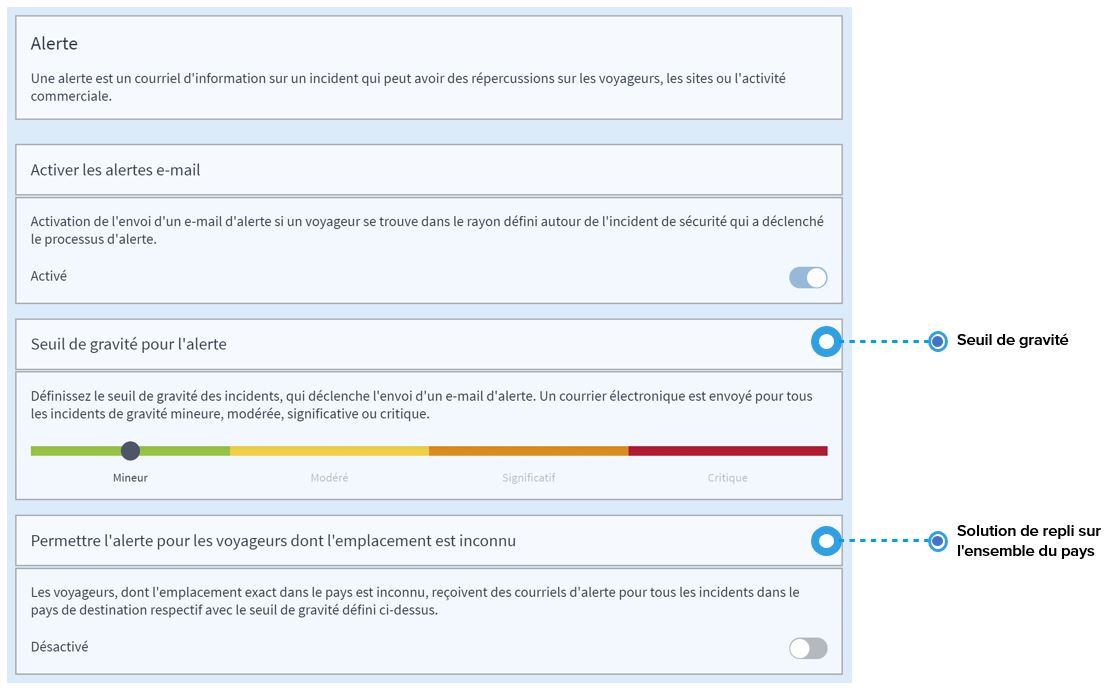 Alerte
Une alerte est un courriel d'information sur un incident qui peut avoir des répercussions sur les voyageurs, les sites ou l'activité
commerciale.
Activer les alertes e-mail
Activation de l'envoi d'un e-mail d'alerte si un voyageur se trouve dans le rayon défini autour de l'incident de sécurité qui a déclenché
le processus d'alerte.
Activé
Seuil de gravité pour l'alerte
Seuil de gravité
Définissez le seuil de gravité des incidents, qui déclenche l'envoi d'un e-mail d'alerte. Un courrier électronique est envoyé pour tous
les incidents de gravité mineure, modérée, significative ou critique.
Mineur
Modéré
Significatif
Critique
Permettre l'alerte pour les voyageurs dont l'emplacement est inconnu
Solution de repli sur
l'ensemble du pays
Les voyageurs, dont l'emplacement exact dans le pays est inconnu, reçoivent des courriels d'alerte pour tous les incidents dans le
pays de destination respectif avec le seuil de gravité défini ci-dessus.
Désactivé